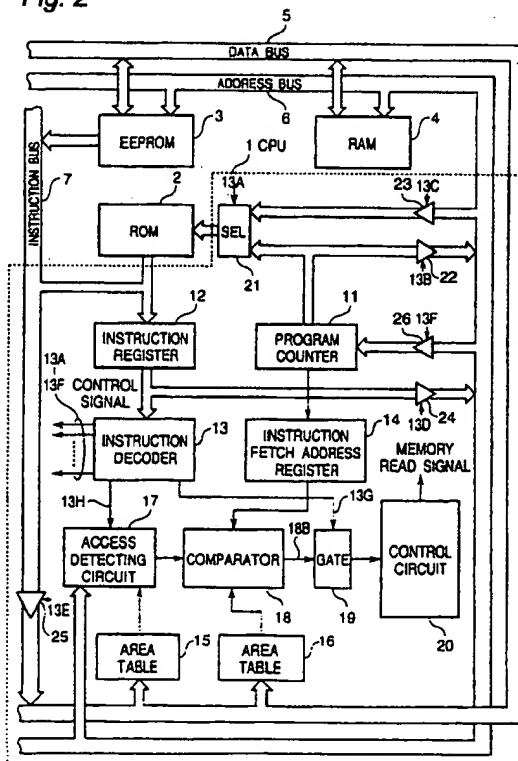 Fig. 2
5
DATA BUS
ADDRESS BUS
6
3
EEPROM
4
RAM
INSTRUCTION BUS
7
1 CPU
2
ROM
13A
SEL
21
23
13C
13B
22
12
INSTRUCTION
REGISTER
11
PROGRAM
COUNTER
26
13F
13A
13F
CONTROL
SIGNAL
24
13D
13
INSTRUCTION
DECODER
14
INSTRUCTION
FETCH ADDRESS
REGISTER
MEMORY
READ SIGNAL
13H
17
13G
ACCESS
DETECTING
CIRCUIT
COMPARATOR
18
18B
GATE
19
CONTROL
CIRCUIT
20
13E
25
AREA
TABLE
15
AREA
TABLE
16